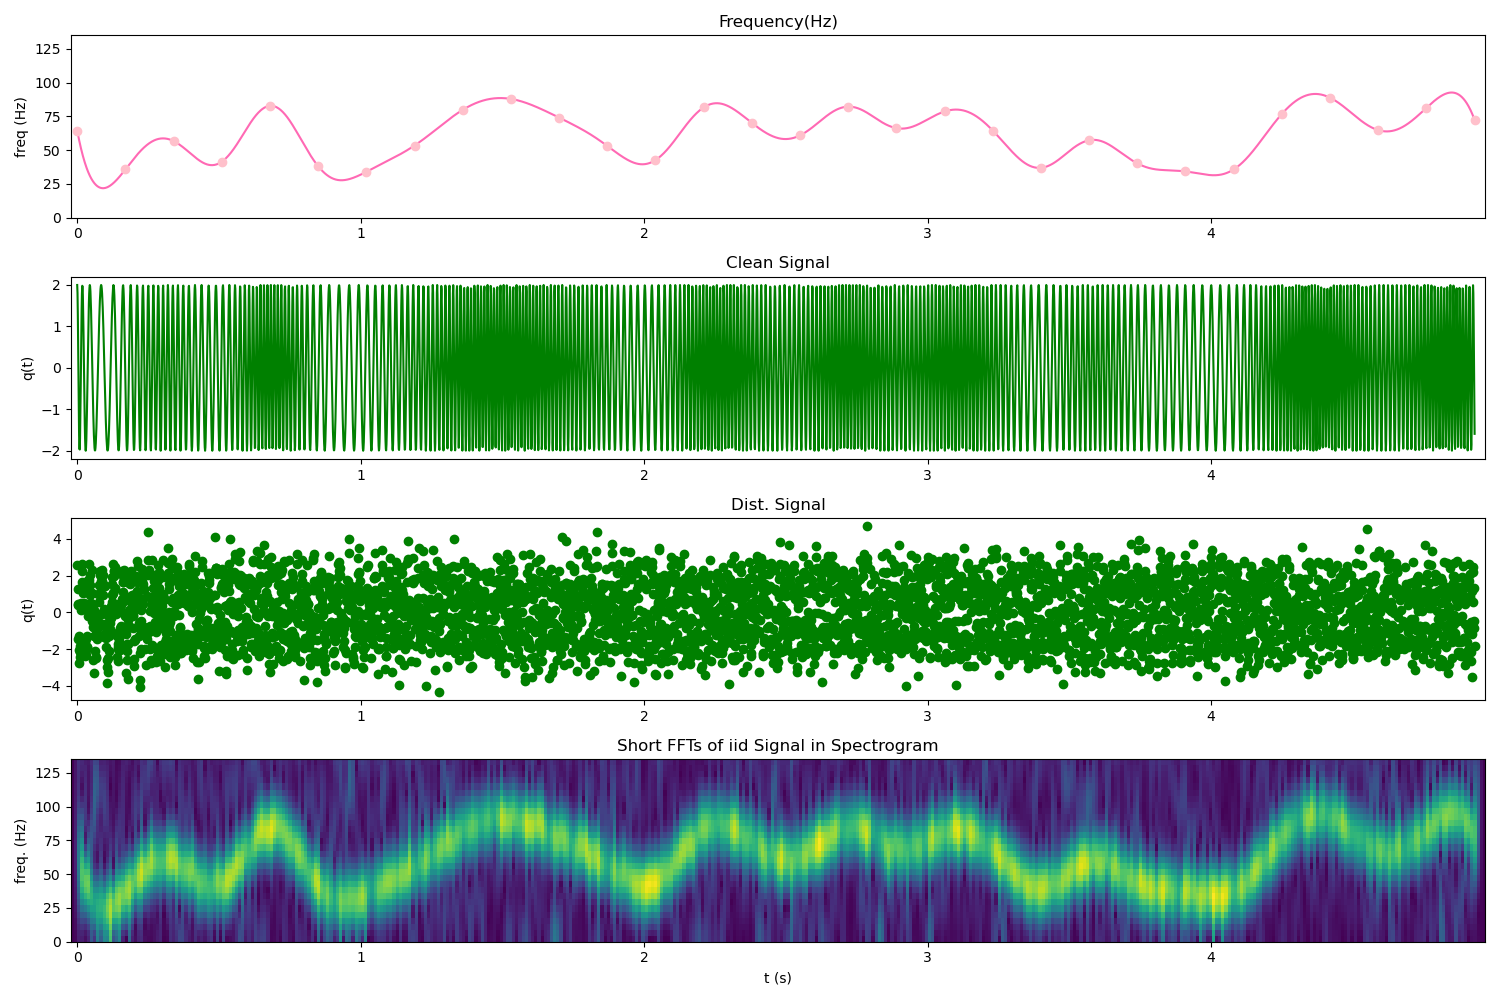 Frequency(Hz)
freq (Hz)
125
100
75
50
25
0
0 1 2 3 4
Clean Signal
q(t)
2
1
0
−1
−2
0 1 2 3 4
Dist. Signal
q(t)
4
2
0
−2
−4
0 1 2 3 4
Short FFTs of iid Signal in Spectrogram
freq. (Hz)
125
100
75
50
25
0
0 1 2 3 4
t (s)